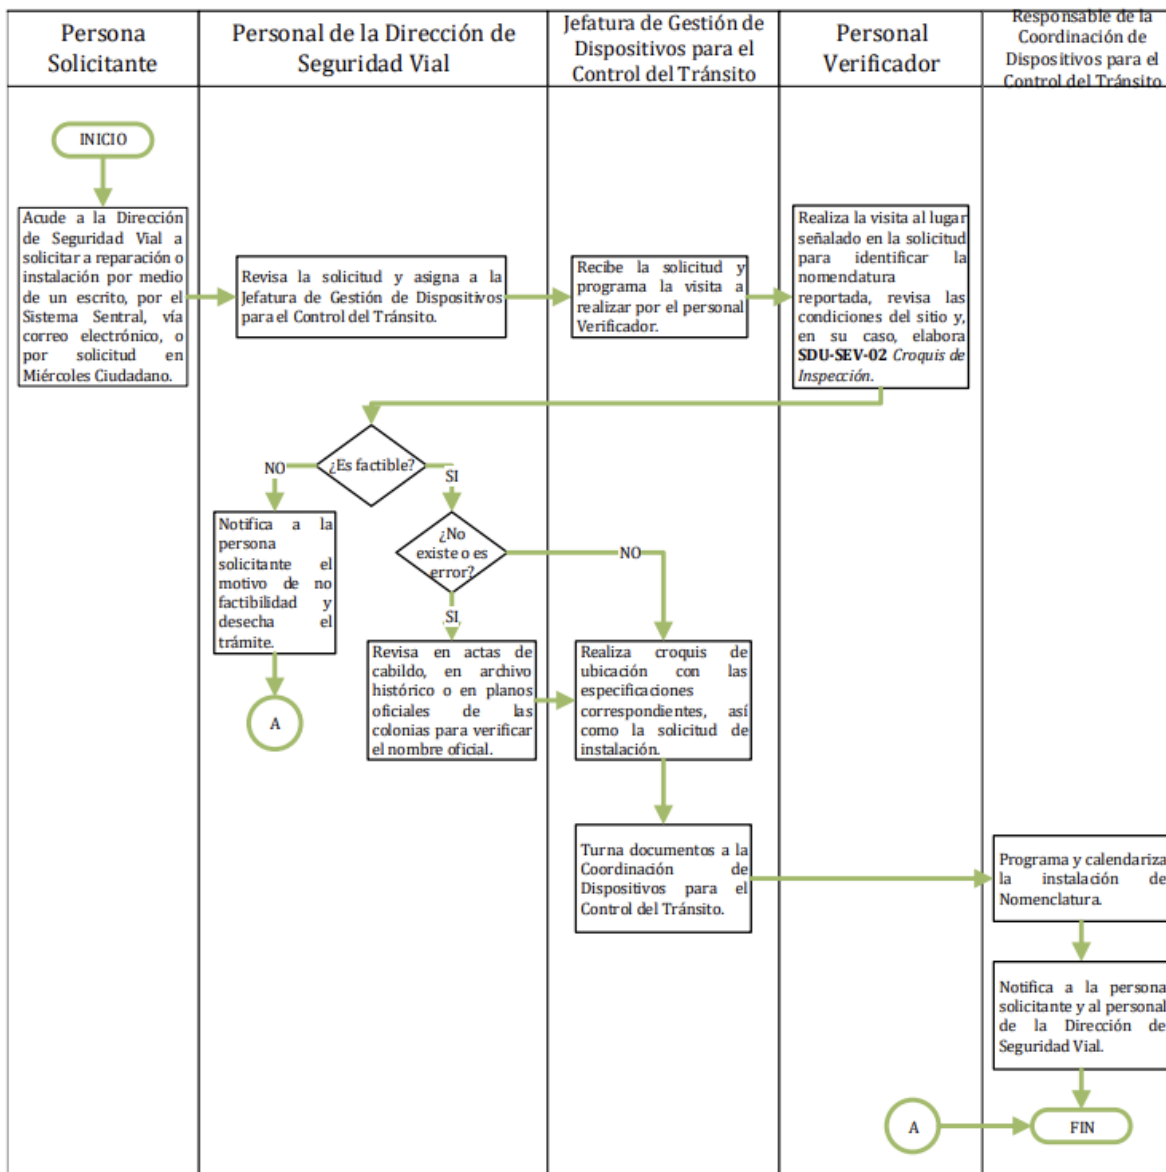 Persona
Solicitante
Personal de la Dirección de
Seguridad Vial
Jefatura de Gestión de
Dispositivos para el
Control del Tránsito
Personal
Verificador
Responsable de la
Coordinación de
Dispositivos para el
Control del Tránsito
INICIO
Acude a la Dirección
de Seguridad Vial a
solicitar a reparación o
instalación por medio
de un escrito, por el
Sistema Sentral, vía
correo electrónico, o
por solicitud en
Miércoles Ciudadano.
Revisa la solicitud y asigna a la
Jefatura de Gestión de Dispositivos
para el Control del Tránsito.
Recibe la solicitud y
programa la visita a
realizar por el personal
Verificador.
Realiza la visita al lugar
señalado en la solicitud
para identificar la
nomendatura
reportada, revisa las
condiciones del sitio y,
en su caso, elabora
SDU-SEV-02 Croquis de
Inspección.
¿Es factible?
NO
SI
Notifica a la
persona
solicitante el
motivo de no
factibilidad y
desecha el
trámite.
A
¿No
existe o es
error?
NO
SI
Revisa en actas de
cabildo, en archivo
histórico o en planos
oficiales de las
colonias para verificar
el nombre oficial.
Realiza croquis de
ubicación con las
especificaciones
correspondientes, así
como la solicitud de
instalación.
Turna documentos a la
Coordinación de
Dispositivos para el
Control del Tránsito.
Programa y calendariza
la instalación de
Nomenclatura.
Notifica a la persona
solicitante y al personal
de la Dirección de
Seguridad Vial.
A
FIN